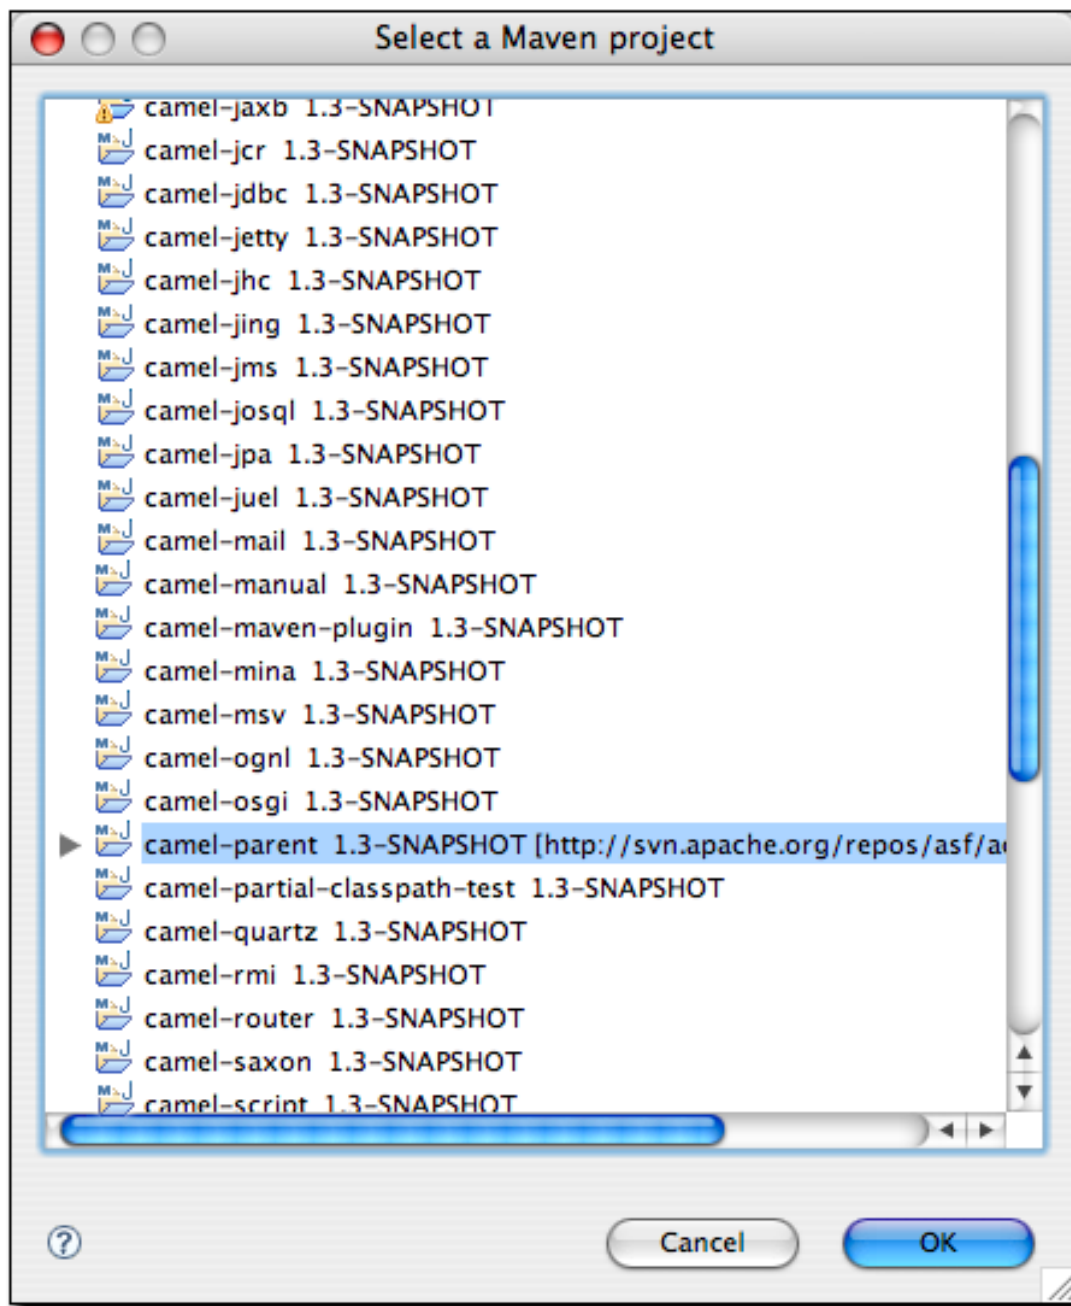 Select a Maven project
camel-jaxb 1.3-SNAPSHOT
camel-jcr 1.3-SNAPSHOT
camel-jdbc 1.3-SNAPSHOT
camel-jetty 1.3-SNAPSHOT
camel-jhc 1.3-SNAPSHOT
camel-jing 1.3-SNAPSHOT
camel-jms 1.3-SNAPSHOT
camel-josql 1.3-SNAPSHOT
camel-jpa 1.3-SNAPSHOT
camel-juel 1.3-SNAPSHOT
camel-mail 1.3-SNAPSHOT
camel-manual 1.3-SNAPSHOT
camel-maven-plugin 1.3-SNAPSHOT
camel-mina 1.3-SNAPSHOT
camel-msv 1.3-SNAPSHOT
camel-ognl 1.3-SNAPSHOT
camel-osgi 1.3-SNAPSHOT
camel-parent 1.3-SNAPSHOT [http://svn.apache.org/repos/asf/a
camel-partial-classpath-test 1.3-SNAPSHOT
camel-quartz 1.3-SNAPSHOT
camel-rmi 1.3-SNAPSHOT
camel-router 1.3-SNAPSHOT
camel-saxon 1.3-SNAPSHOT
camel-script 1.3-SNAPSHOT
? Cancel OK